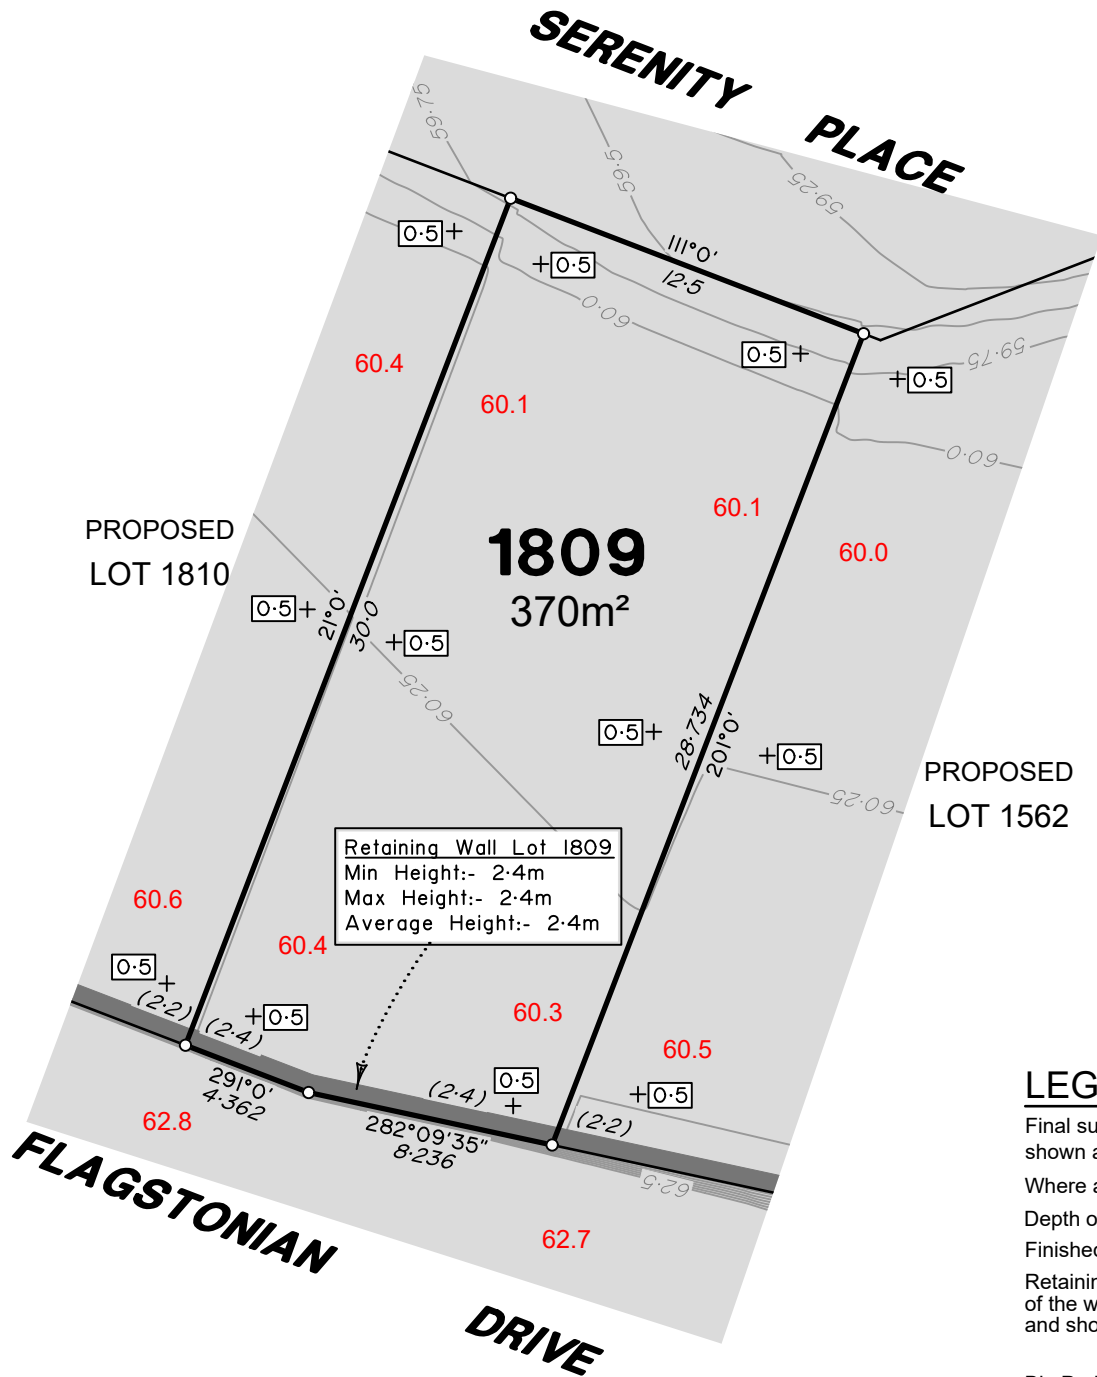 SERENITY PLACE
59·75
59·5
59·25
0·5
0·5
111°0'
12·5
60·0
0·5
0·5
59·75
60.4
60.1
60·0
60.1
60.0
PROPOSED
LOT 1810
1809
370m²
0·5
21°0'
30·0
0·5
60·25
0·5
28·734
201°0'
0·5
60·25
PROPOSED
LOT 1562
Retaining Wall Lot 1809
Min Height:- 2·4m
Max Height:- 2·4m
Average Height:- 2·4m
60.6
60.4
0·5
(2·2)
(2·4)
0·5
60.3
60.5
(2·4)
0·5
0·5
(2·2)
291°0'
4·362
282°09'35"
8·236
62.8
62·5
62.7
FLAGSTONIAN DRIVE
LEG
Final su
shown a
Where a
Depth o
Finished
Retainin
of the w
and sho